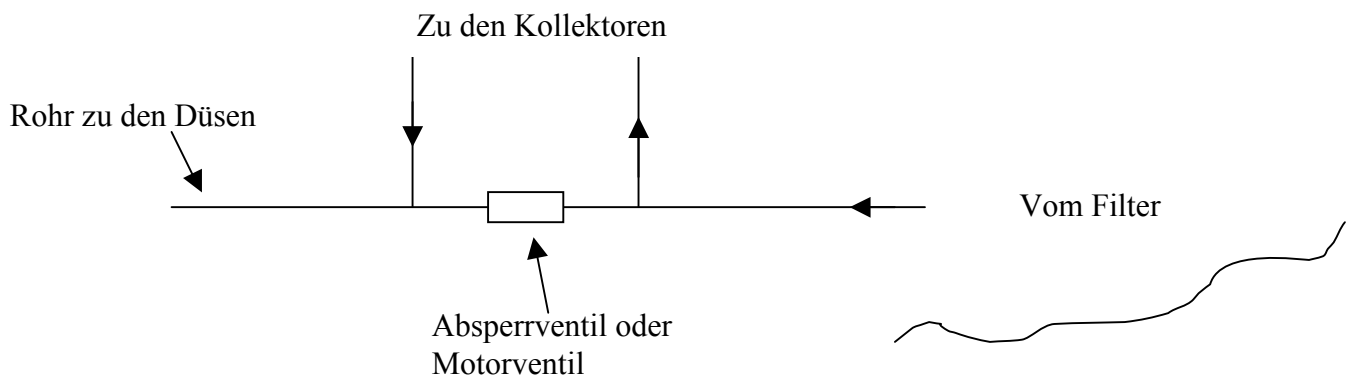 Zu den Kollektoren
Rohr zu den Düsen
Vom Filter
Absperrventil oder
Motorventil